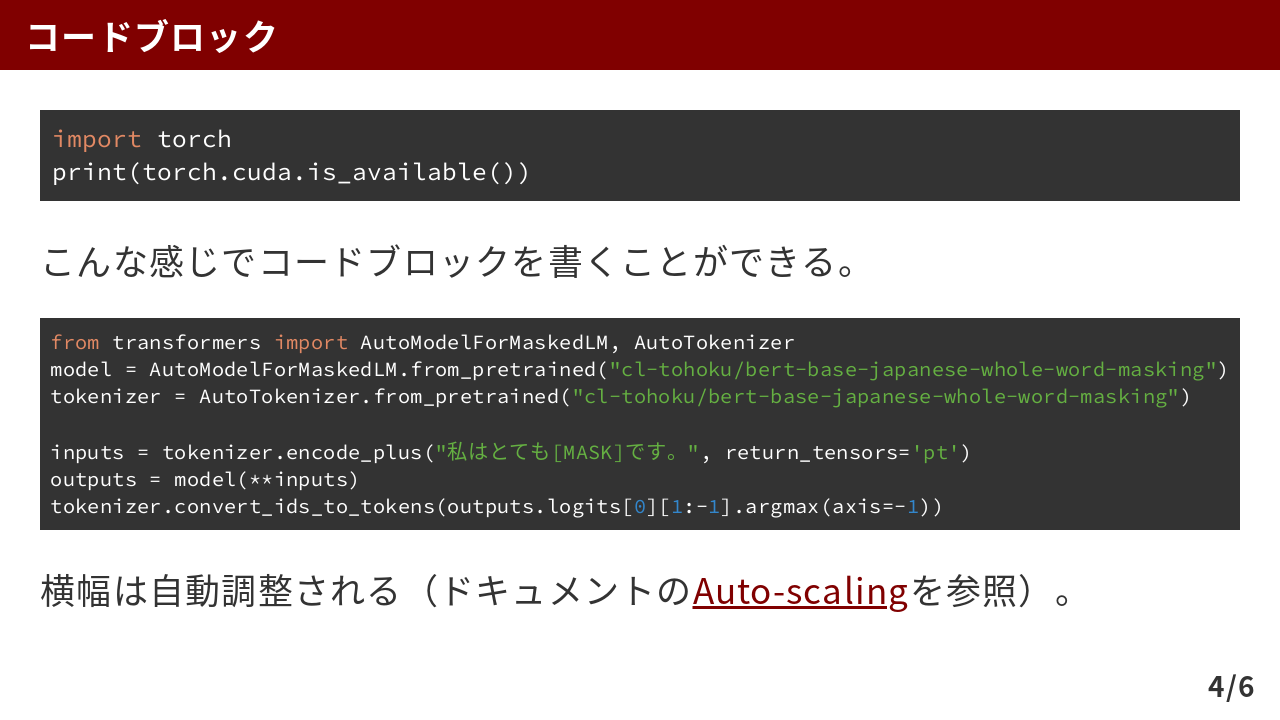 コードブロック
import torch
print(torch.cuda.is_available())
こんな感じでコードブロックを書くことができる。
from transformers import AutoModelForMaskedLM, AutoTokenizer
model = AutoModelForMaskedLM.from_pretrained("cl-tohoku/bert-base-japanese-whole-word-masking")
tokenizer = AutoTokenizer.from_pretrained("cl-tohoku/bert-base-japanese-whole-word-masking")
inputs = tokenizer.encode_plus("私はとても[MASK]です。", return_tensors='pt')
outputs = model(**inputs)
tokenizer.convert_ids_to_tokens(outputs.logits[0][1:-1].argmax(axis=-1))
横幅は自動調整される（ドキュメントのAuto-scalingを参照）。
4/6